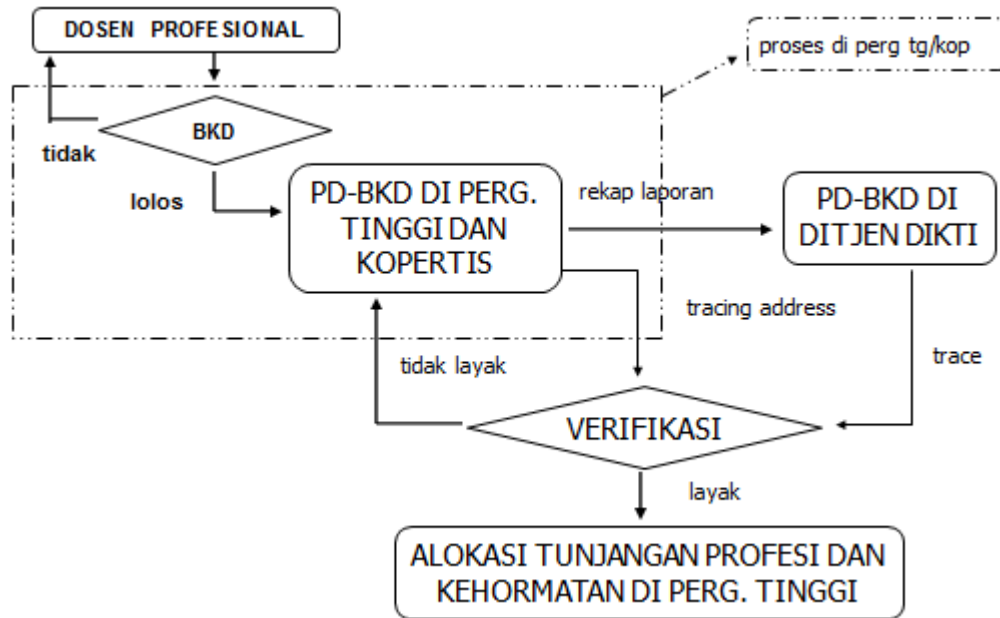 DOSEN PROFESIONAL
proses di perg tg/kop
BKD
tidak
lolos
PD-BKD DI PERG.
TINGGI DAN
KOPERTIS
rekap laporan
PD-BKD DI
DITJEN DIKTI
tracing address
tidak layak
trace
VERIFIKASI
layak
ALOKASI TUNJANGAN PROFESI DAN
KEHORMATAN DI PERG. TINGGI